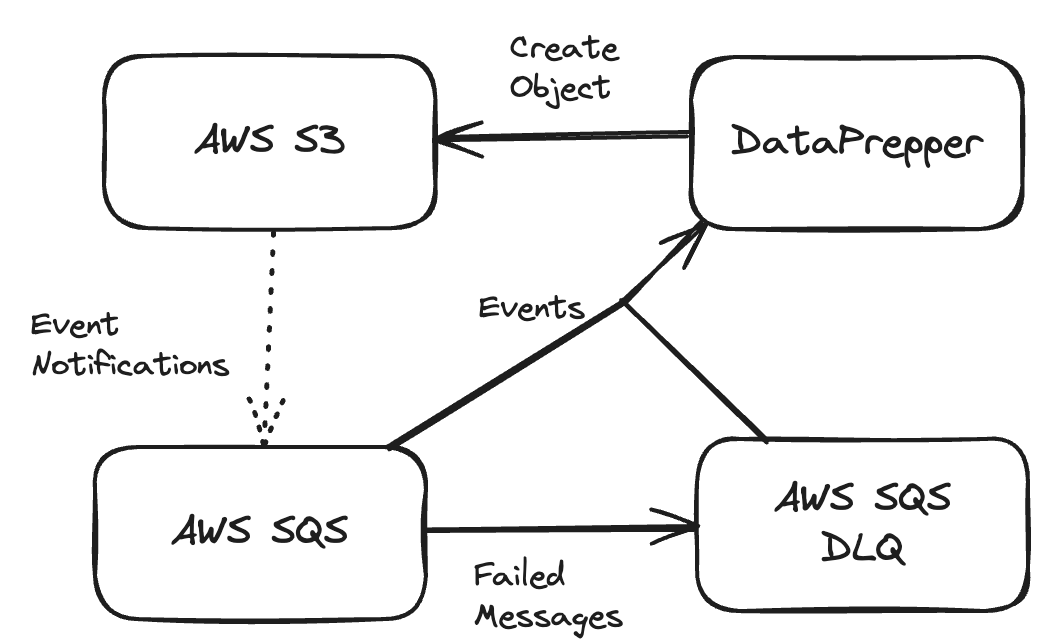 Create
Object
AWS S3
DataPrepper
Events
Event
Notifications
AWS SQS
AWS SQS
DLQ
Failed
Messages